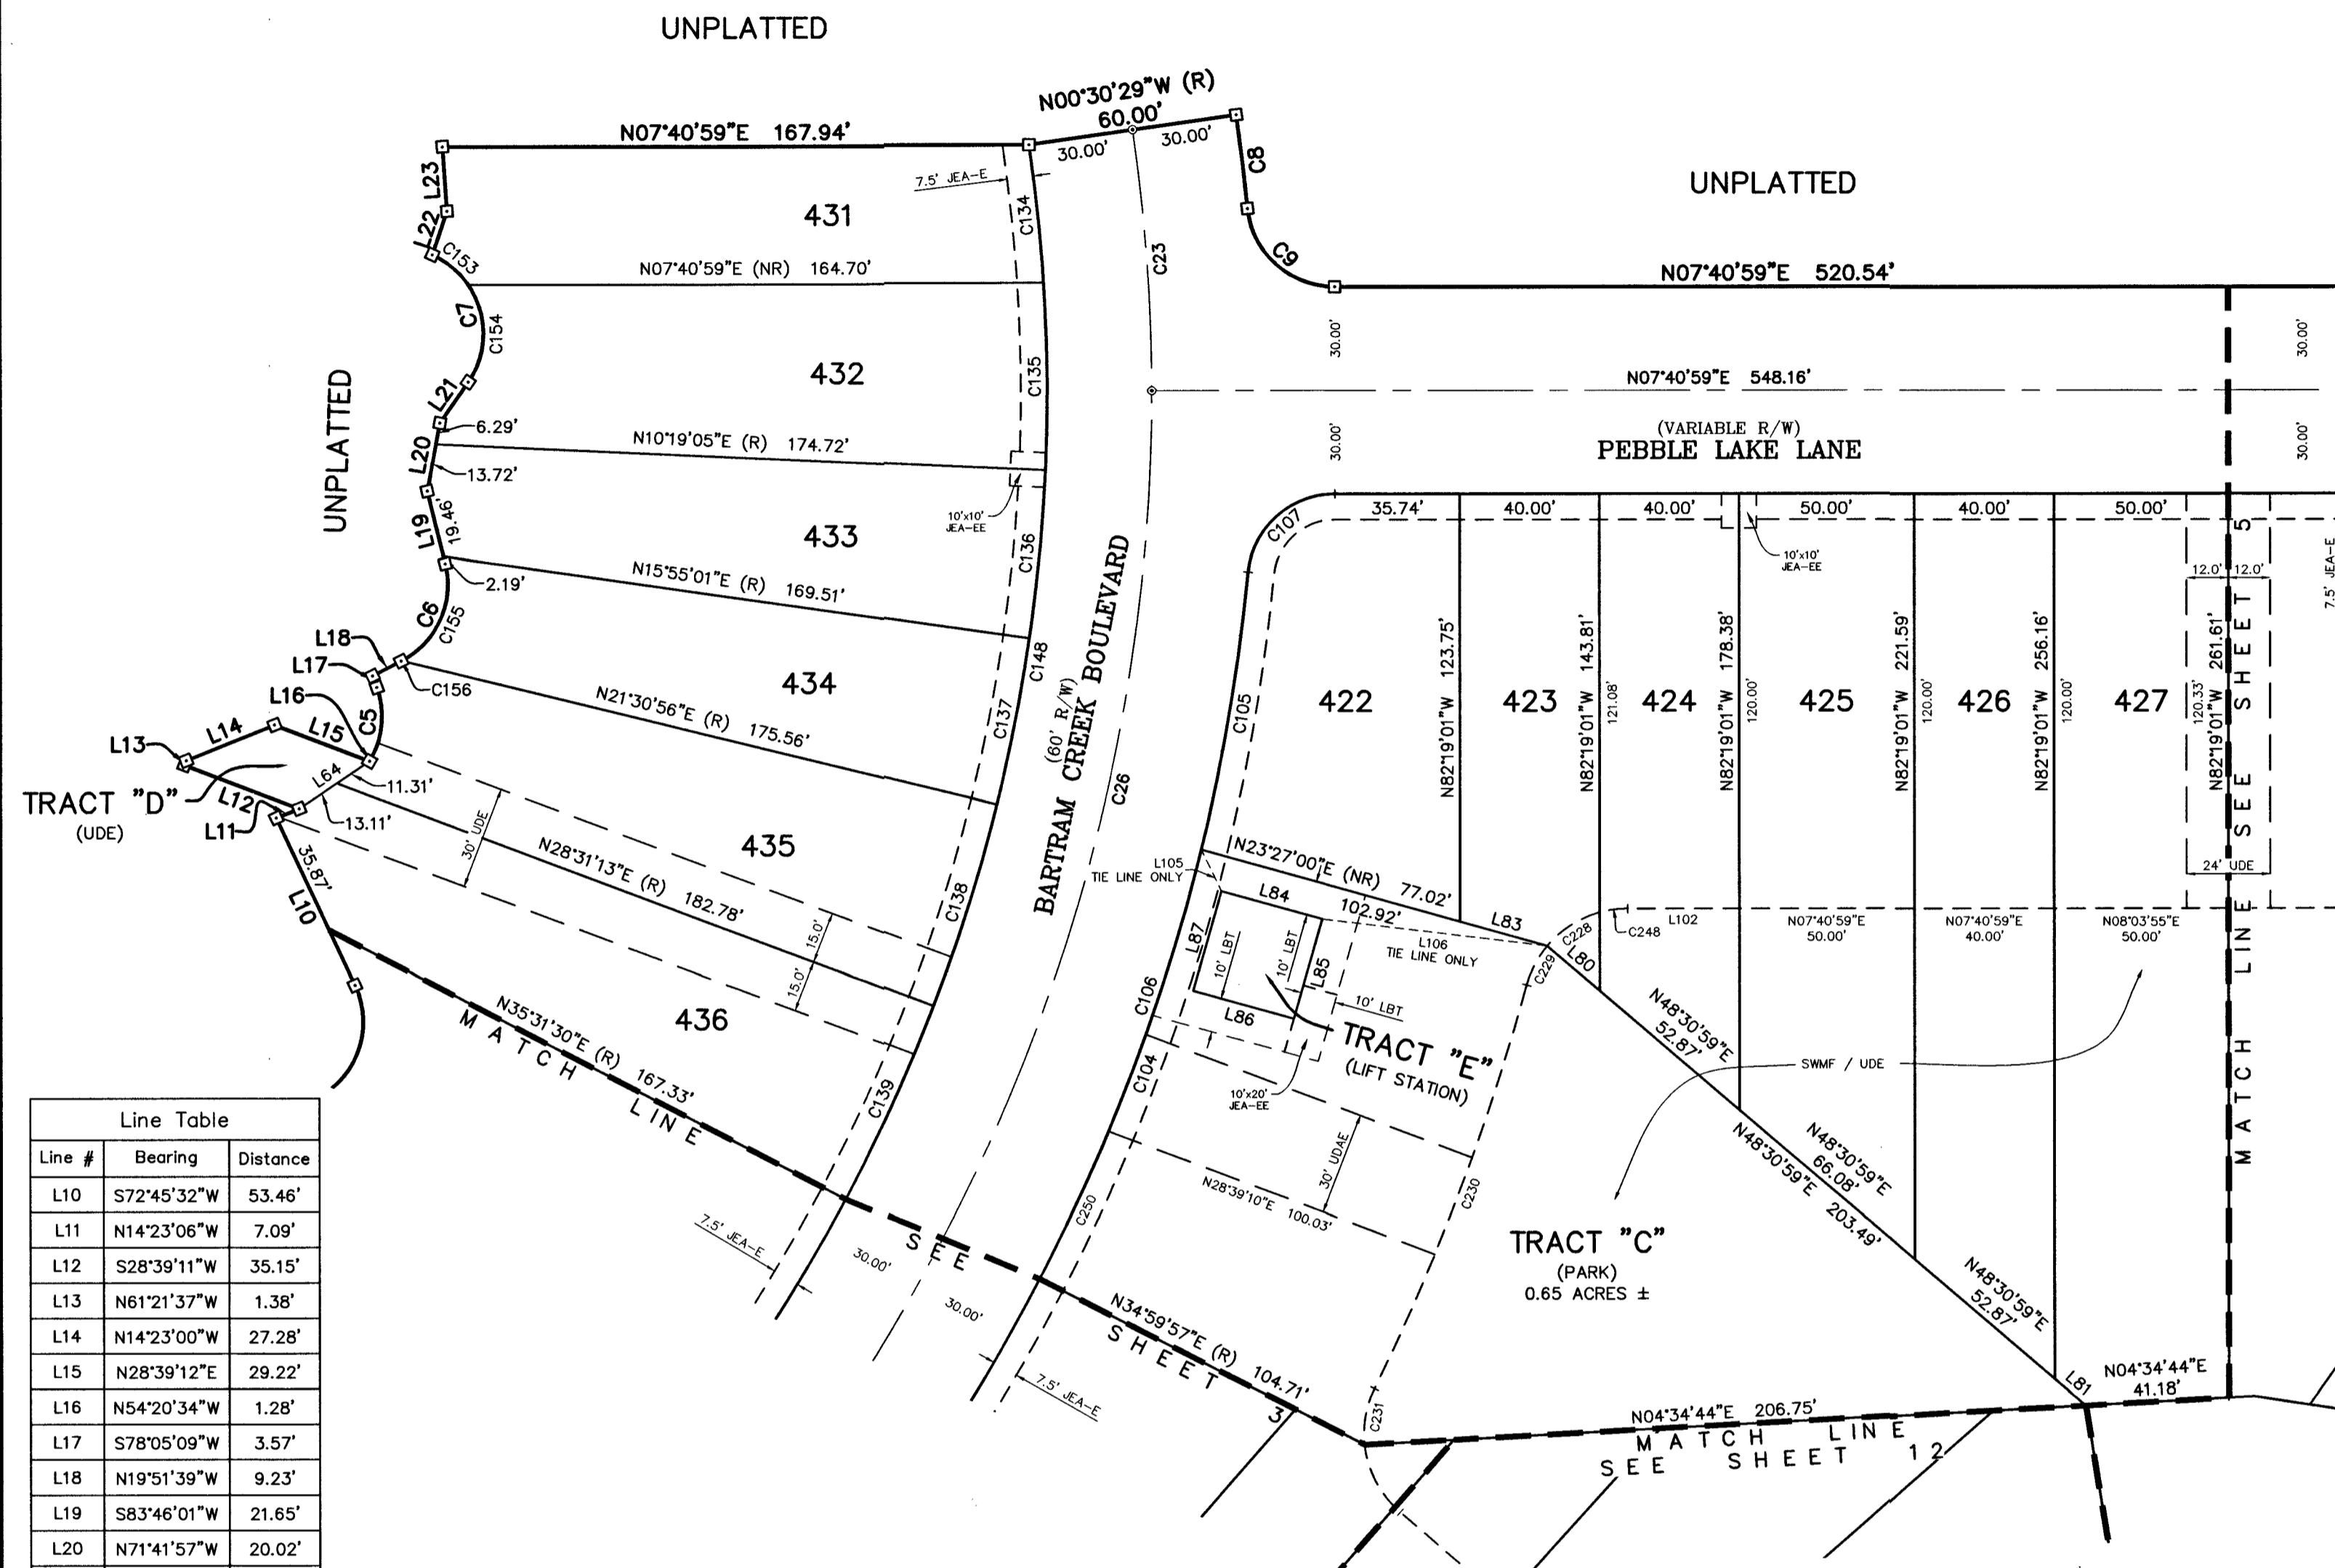 UNPLATTED
N00°30'29"W (R)
60.00'
30.00'
30.00'
N07°40'59"E 167.94'
7.5' JEA-E
L23
L22
C153
C7
C154
L21
431
C134
C23
C8
C9
UNPLATTED
N07°40'59"E 520.54'
N07°40'59"E (NR) 164.70'
432
C135
30.00'
30.00'
N07°40'59"E 548.16'
(VARIABLE R/W)
PEBBLE LAKE LANE
30.00'
30.00'
UNPLATTED
6.29'
L20
13.72'
N10°19'05"E (R) 174.72'
10'x10'
JEA-EE
L19
19.46'
433
C136
2.19'
N15°55'01"E (R) 169.51'
C6
C155
L18
L17
C156
L16
C5
434
C148
C137
N21°30'56"E (R) 175.56'
L14
L15
L13
L64
11.31'
L12
TRACT "D"
(UDE)
L11
13.11'
35.87'
L10
30' UDE
435
N28°31'13"E (R) 182.78'
15.0'
15.0'
C138
436
N35°31'30"E (R) 167.33'
MATCH
LINE
C139
7.5' JEA-E
30.00'
SEE
30.00'
BARTRAM CREEK BOULEVARD
(60' R/W)
C26
C107
35.74'
40.00'
40.00'
50.00'
40.00'
50.00'
10'x10'
JEA-EE
12.0'
12.0'
7.5' JEA-E
C105
422
N82°19'01"W 123.75'
423
N82°19'01"W 143.81'
121.08'
424
N82°19'01"W 178.38'
120.00'
425
N82°19'01"W 221.59'
120.00'
426
N82°19'01"W 256.16'
120.00'
427
120.33'
N82°19'01"W 261.61'
MATCH LINE SEE SHEET 5
24' UDE
L105
TIE LINE ONLY
N23°27'00"E (NR) 77.02'
102.92'
L83
L84
L106
TIE LINE ONLY
L87
10' LBT
10' LBT
L85
L86
10' LBT
C106
C104
TRACT "E"
(LIFT STATION)
10'x20'
JEA-EE
C228
C248
L102
C229
L80
N07°40'59"E
50.00'
N07°40'59"E
40.00'
N08°03'55"E
50.00'
N48°30'59"E
52.87'
SWMF / UDE
N48°30'59"E
66.08'
N48°30'59"E 203.49'
N48°30'59"E
52.87'
L81
30' UDAE
N28°39'10"E 100.03'
C250
C230
TRACT "C"
(PARK)
0.65 ACRES ±
N34°59'57"E (R) 104.71'
SHEET
3
7.5' JEA-E
C231
N04°34'44"E 206.75'
MATCH LINE
SEE SHEET 12
N04°34'44"E
41.18'
Line Table
Line # Bearing Distance
L10 S72°45'32"W 53.46'
L11 N14°23'06"W 7.09'
L12 S28°39'11"W 35.15'
L13 N61°21'37"W 1.38'
L14 N14°23'00"W 27.28'
L15 N28°39'12"E 29.22'
L16 N54°20'34"W 1.28'
L17 S78°05'09"W 3.57'
L18 N19°51'39"W 9.23'
L19 S83°46'01"W 21.65'
L20 N71°41'57"W 20.02'